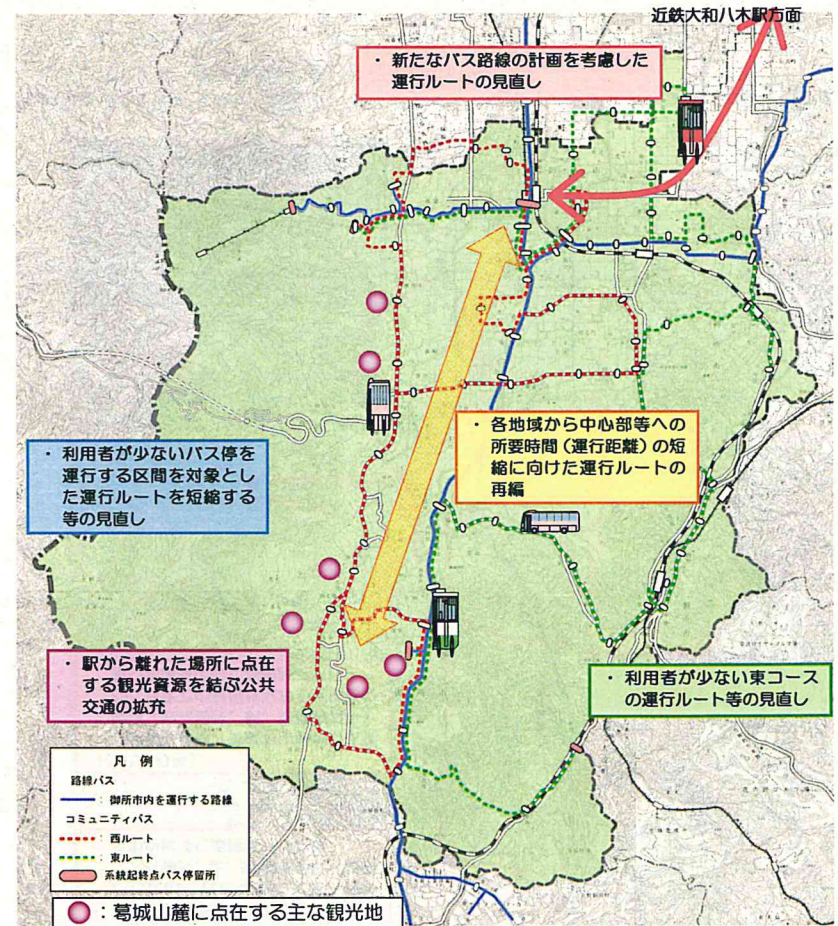 近鉄大和八木駅方面
・ 新たなバス路線の計画を考慮した
運行ルートの見直し
・ 各地域から中心部等への
所要時間（運行距離）の短
縮に向けた運行ルートの
再編
・ 利用者が少ないバス停を
運行する区間を対象とし
た運行ルートを短縮する
等の見直し
・ 駅から離れた場所に点在
する観光資源を結ぶ公共
交通の拡充
・ 利用者が少ない東コース
の運行ルート等の見直し
凡 例
路線バス
： 御所市内を運行する路線
コミュニティバス
： 西ルート
： 東ルート
： 系統起終点バス停留所
：葛城山麓に点在する主な観光地